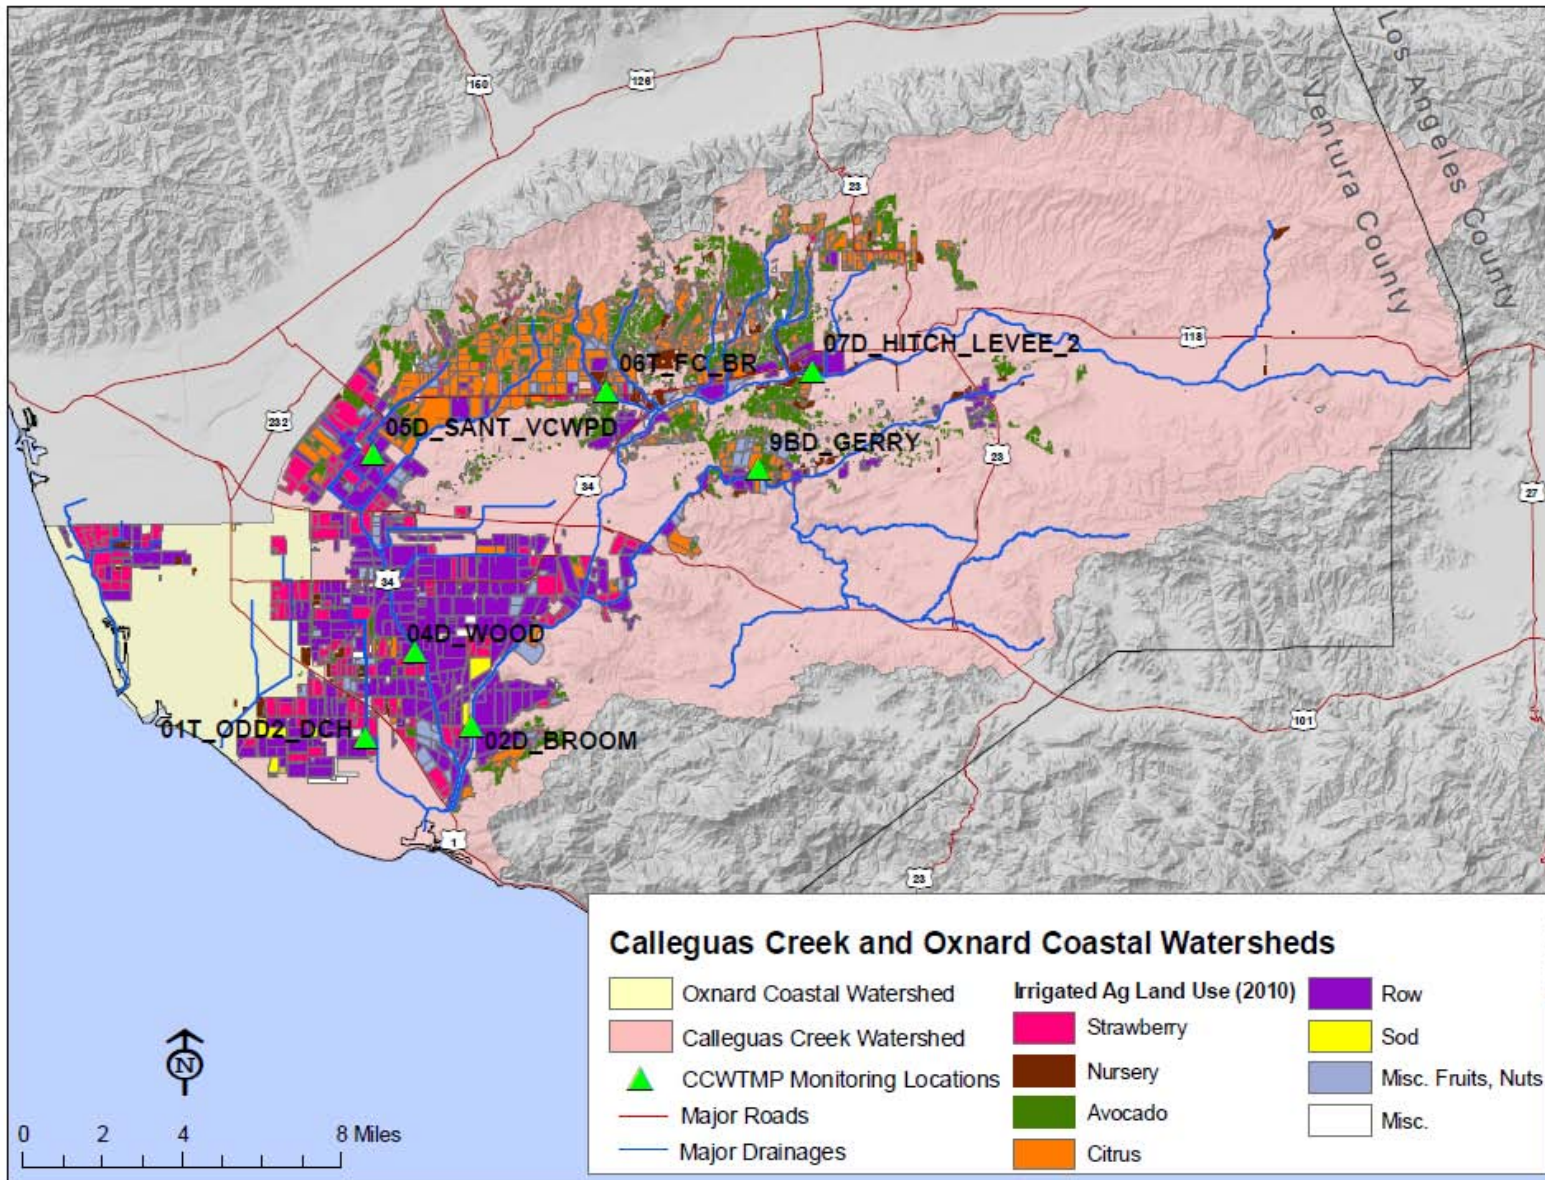 Los Angeles County
Ventura County
150
126
23
118
07D_HITCH_LEVEE_2
06T_FC_BR
232
05D_SANT_VCWPD
9BD_GERRY
23
34
27
34
04D_WOOD
101
01T_ODD2_DCH
02D_BROOM
1
23
Calleguas Creek and Oxnard Coastal Watersheds
Oxnard Coastal Watershed
Calleguas Creek Watershed
CCWTMP Monitoring Locations
Major Roads
Major Drainages
Irrigated Ag Land Use (2010)
Strawberry
Nursery
Avocado
Citrus
Row
Sod
Misc. Fruits, Nuts
Misc.
N
0 2 4 8 Miles